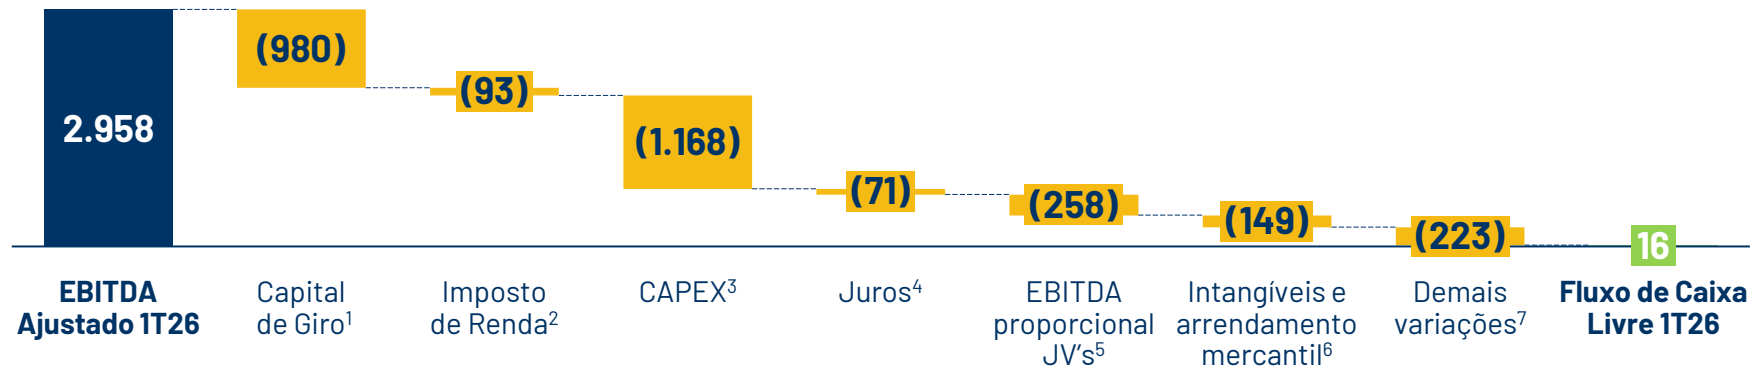 2.958
(980)
(93)
(1.168)
(71)
(258)
(149)
(223)
16
EBITDA
Ajustado 1T26
Capital
de Giro¹
Imposto
de Renda²
CAPEX³
Juros⁴
EBITDA
proporcional
JV's⁵
Intangíveis e
arrendamento
mercantil⁶
Demais
variações⁷
Fluxo de Caixa
Livre 1T26